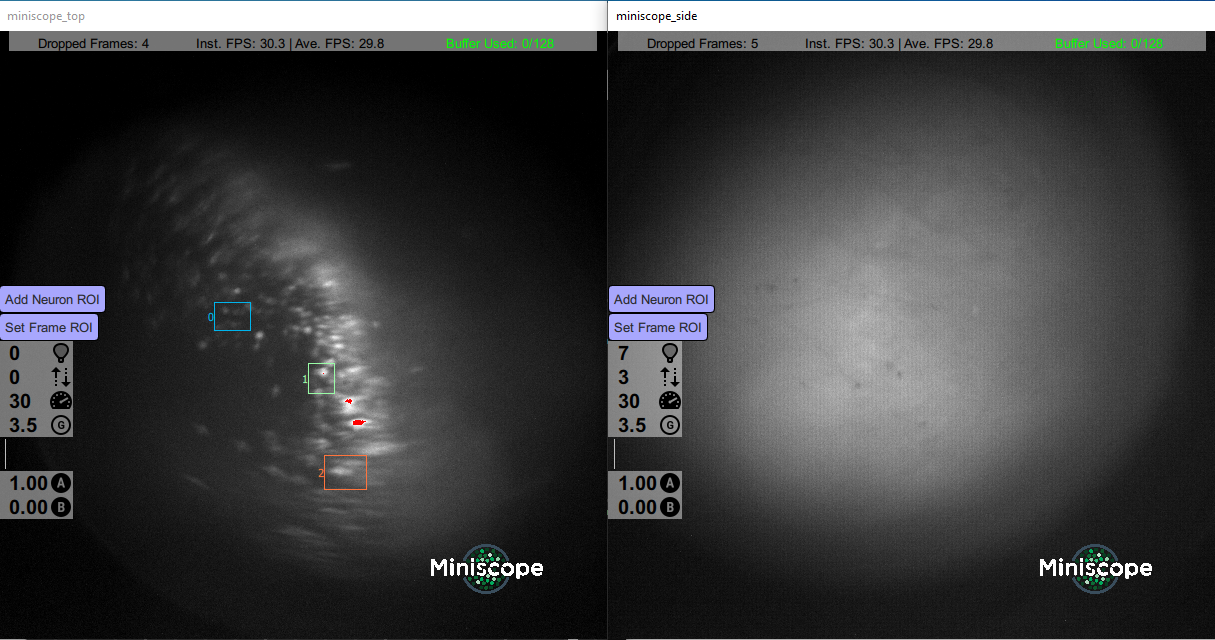 miniscope_top
Dropped Frames: 4 Inst. FPS: 30.3 | Ave. FPS: 29.8 Buffer Used: 0/128
0
1
2
Add Neuron ROI
Set Frame ROI
0
0
30
3.5 G
1.00 A
0.00 B
Miniscope
miniscope_side
Dropped Frames: 5 Inst. FPS: 30.3 | Ave. FPS: 29.8 Buffer Used: 0/128
Add Neuron ROI
Set Frame ROI
7
3
30
3.5 G
1.00 A
0.00 B
Miniscope